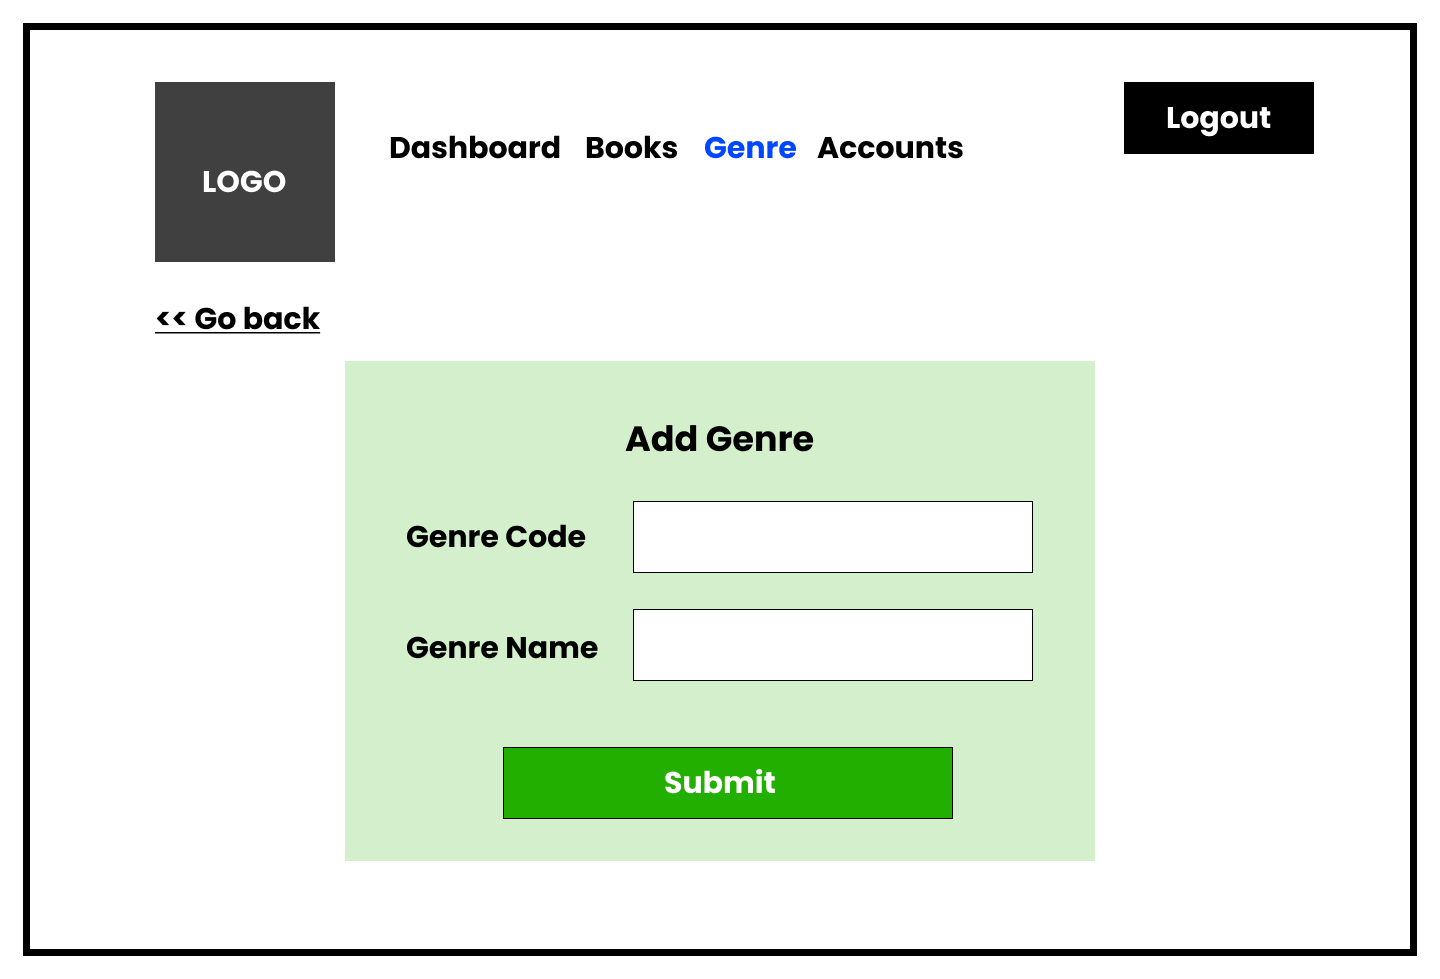 LOGO
Dashboard Books Genre Accounts
Logout
<< Go back
Add Genre
Genre Code
Genre Name
Submit